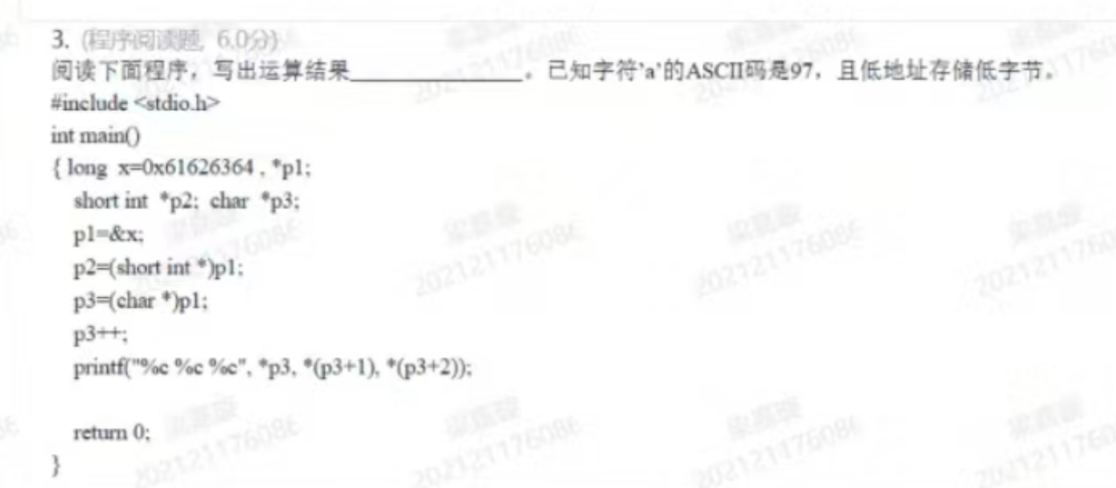 3. (程序阅读题, 6.0分)
阅读下面程序，写出运算结果________________。已知字符'a'的ASCII码是97，且低地址存储低字节。
#include <stdio.h>
int main()
{ long  x=0x61626364 , *p1;
short int  *p2;  char  *p3;
p1=&x;
p2=(short int *)p1;
p3=(char *)p1;
p3++;
printf("%c %c %c", *p3, *(p3+1), *(p3+2));
return 0;
}